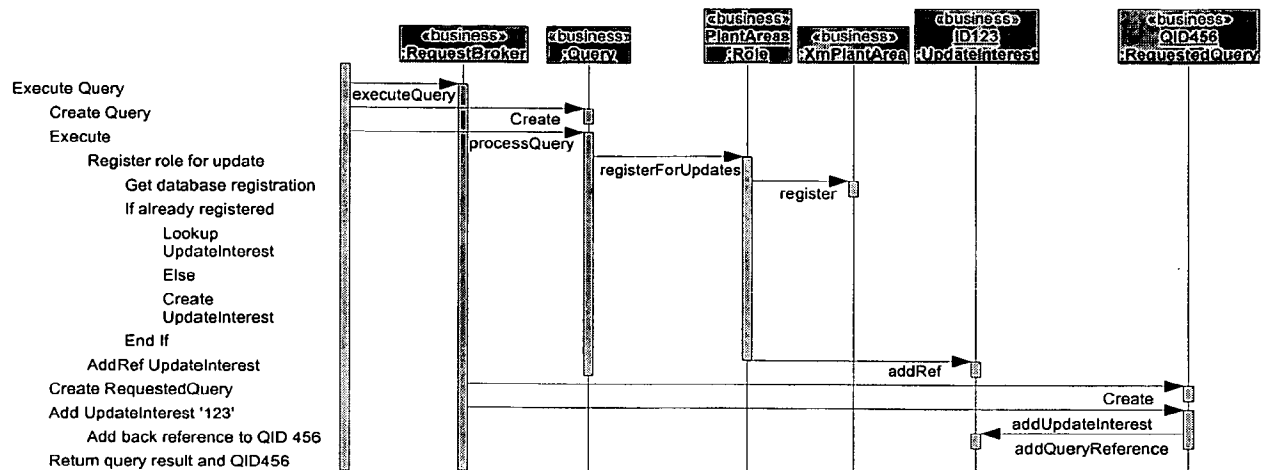 «business»
:RequestBroker
«business»
:Query
«business»
PlantAreas
:Role
«business»
:XmPlantArea
«business»
ID123
:UpdateInterest
«business»
QID456
:RequestedQuery
Execute Query
executeQuery
Create Query
Create
Execute
processQuery
Register role for update
registerForUpdates
Get database registration
register
If already registered
Lookup
UpdateInterest
Else
Create
UpdateInterest
End If
AddRef UpdateInterest
addRef
Create RequestedQuery
Create
Add UpdateInterest '123'
addUpdateInterest
Add back reference to QID 456
addQueryReference
Return query result and QID456